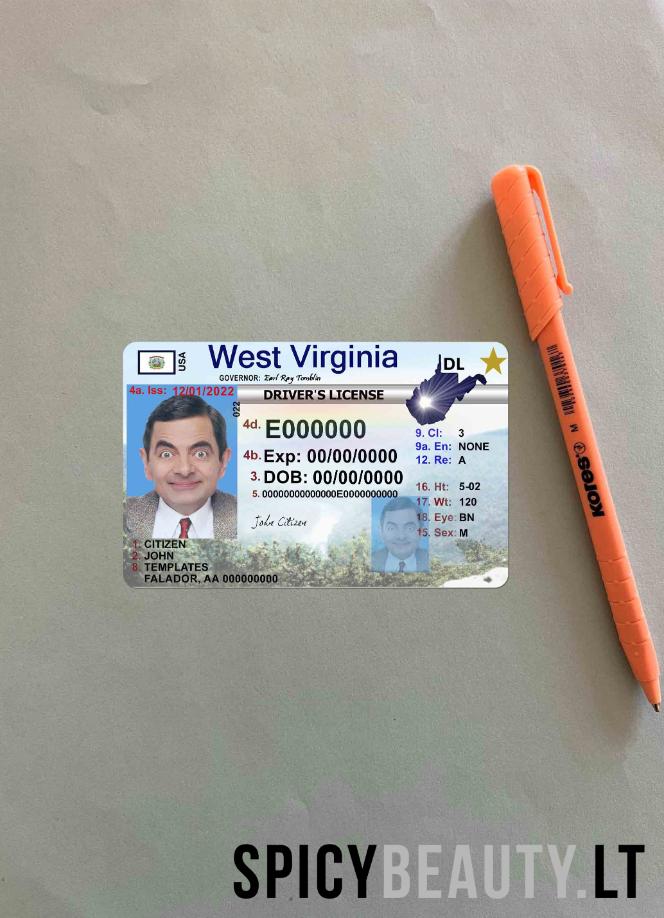 West Virginia
USA
GOVERNOR: Earl Ray Tomblin
DL
4a. Iss: 12/01/2022
DRIVER'S LICENSE
022
4d. E000000
4b. Exp: 00/00/0000
3. DOB: 00/00/0000
5. 00000000000000E0000000000
9. Cl: 3
9a. En: NONE
12. Re: A
16. Ht: 5-02
17. Wt: 120
18. Eye: BN
15. Sex: M
John Citizen
1. CITIZEN
2. JOHN
8. TEMPLATES
FALADOR, AA 000000000
M
Kores
SPICYBEAUTY.LT